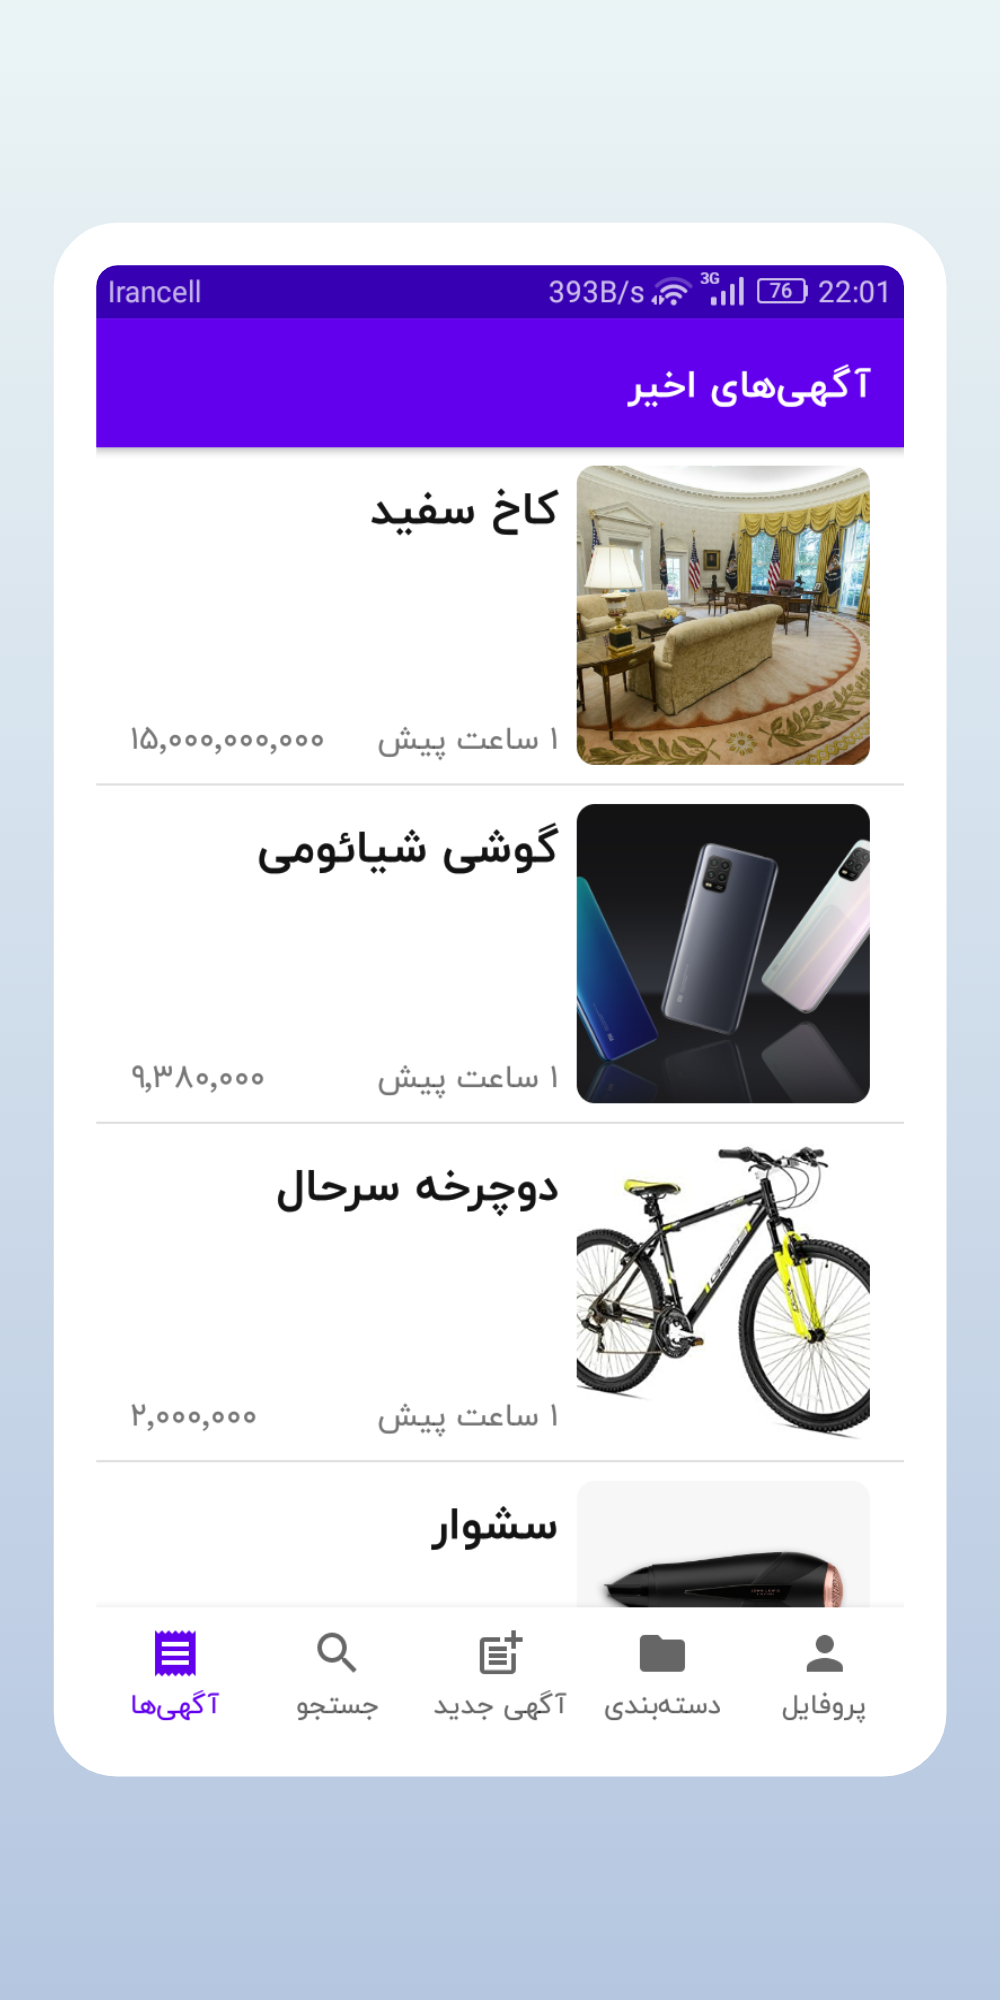 Irancell 393B/s 3G 76 22:01
آگهی‌های اخیر
کاخ سفید
۱ ساعت پیش ۱۵,۰۰۰,۰۰۰,۰۰۰
گوشی شیائومی
۱ ساعت پیش ۹,۳۸۰,۰۰۰
دوچرخه سرحال
۱ ساعت پیش ۲,۰۰۰,۰۰۰
سشوار
پروفایل دسته‌بندی آگهی جدید جستجو آگهی‌ها